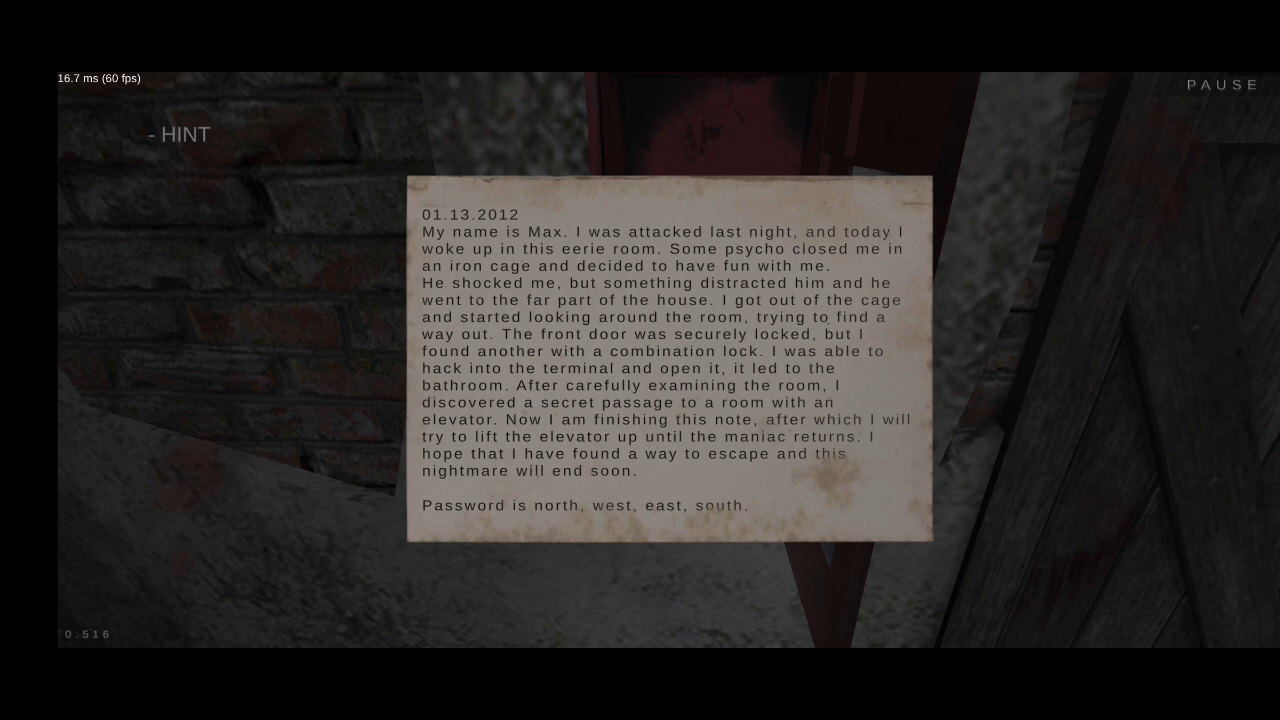 16.7 ms (60 fps)
PAUSE
- HINT
01.13.2012
My name is Max. I was attacked last night, and today I
woke up in this eerie room. Some psycho closed me in
an iron cage and decided to have fun with me.
He shocked me, but something distracted him and he
went to the far part of the house. I got out of the cage
and started looking around the room, trying to find a
way out. The front door was securely locked, but I
found another with a combination lock. I was able to
hack into the terminal and open it, it led to the
bathroom. After carefully examining the room, I
discovered a secret passage to a room with an
elevator. Now I am finishing this note, after which I will
try to lift the elevator up until the maniac returns. I
hope that I have found a way to escape and this
nightmare will end soon.
Password is north, west, east, south.
0.516